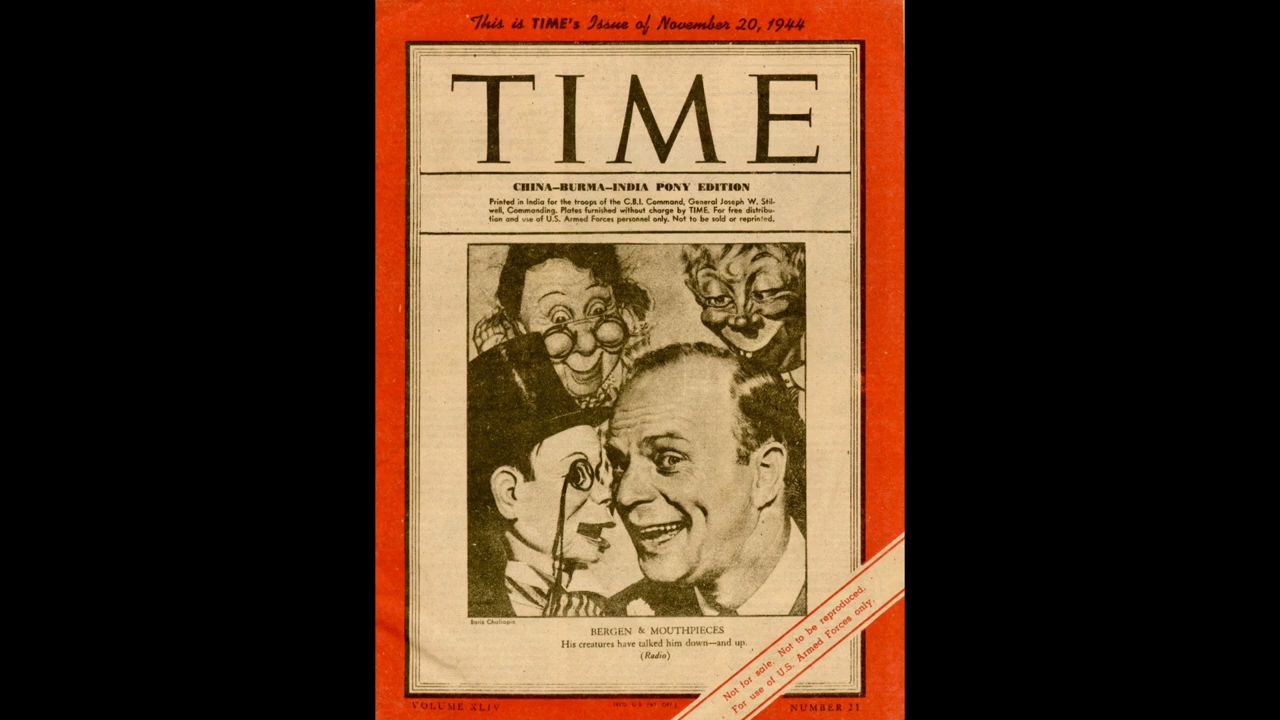 This is TIME's Issue of November 20, 1944
TIME
CHINA—BURMA—INDIA PONY EDITION
Printed in India for the troops of the C.B.I. Command, General Joseph W. Stil-
well, Commanding. Plates furnished without charge by TIME. For free distribu-
tion and use of U.S. Armed Forces personnel only. Not to be sold or reprinted.
Boris Chaliapin
BERGEN & MOUTHPIECES
His creatures have talked him down—and up.
(Radio)
Not for sale. Not to be reproduced.
For use of U.S. Armed Forces only.
VOLUME XLIV
NUMBER 21